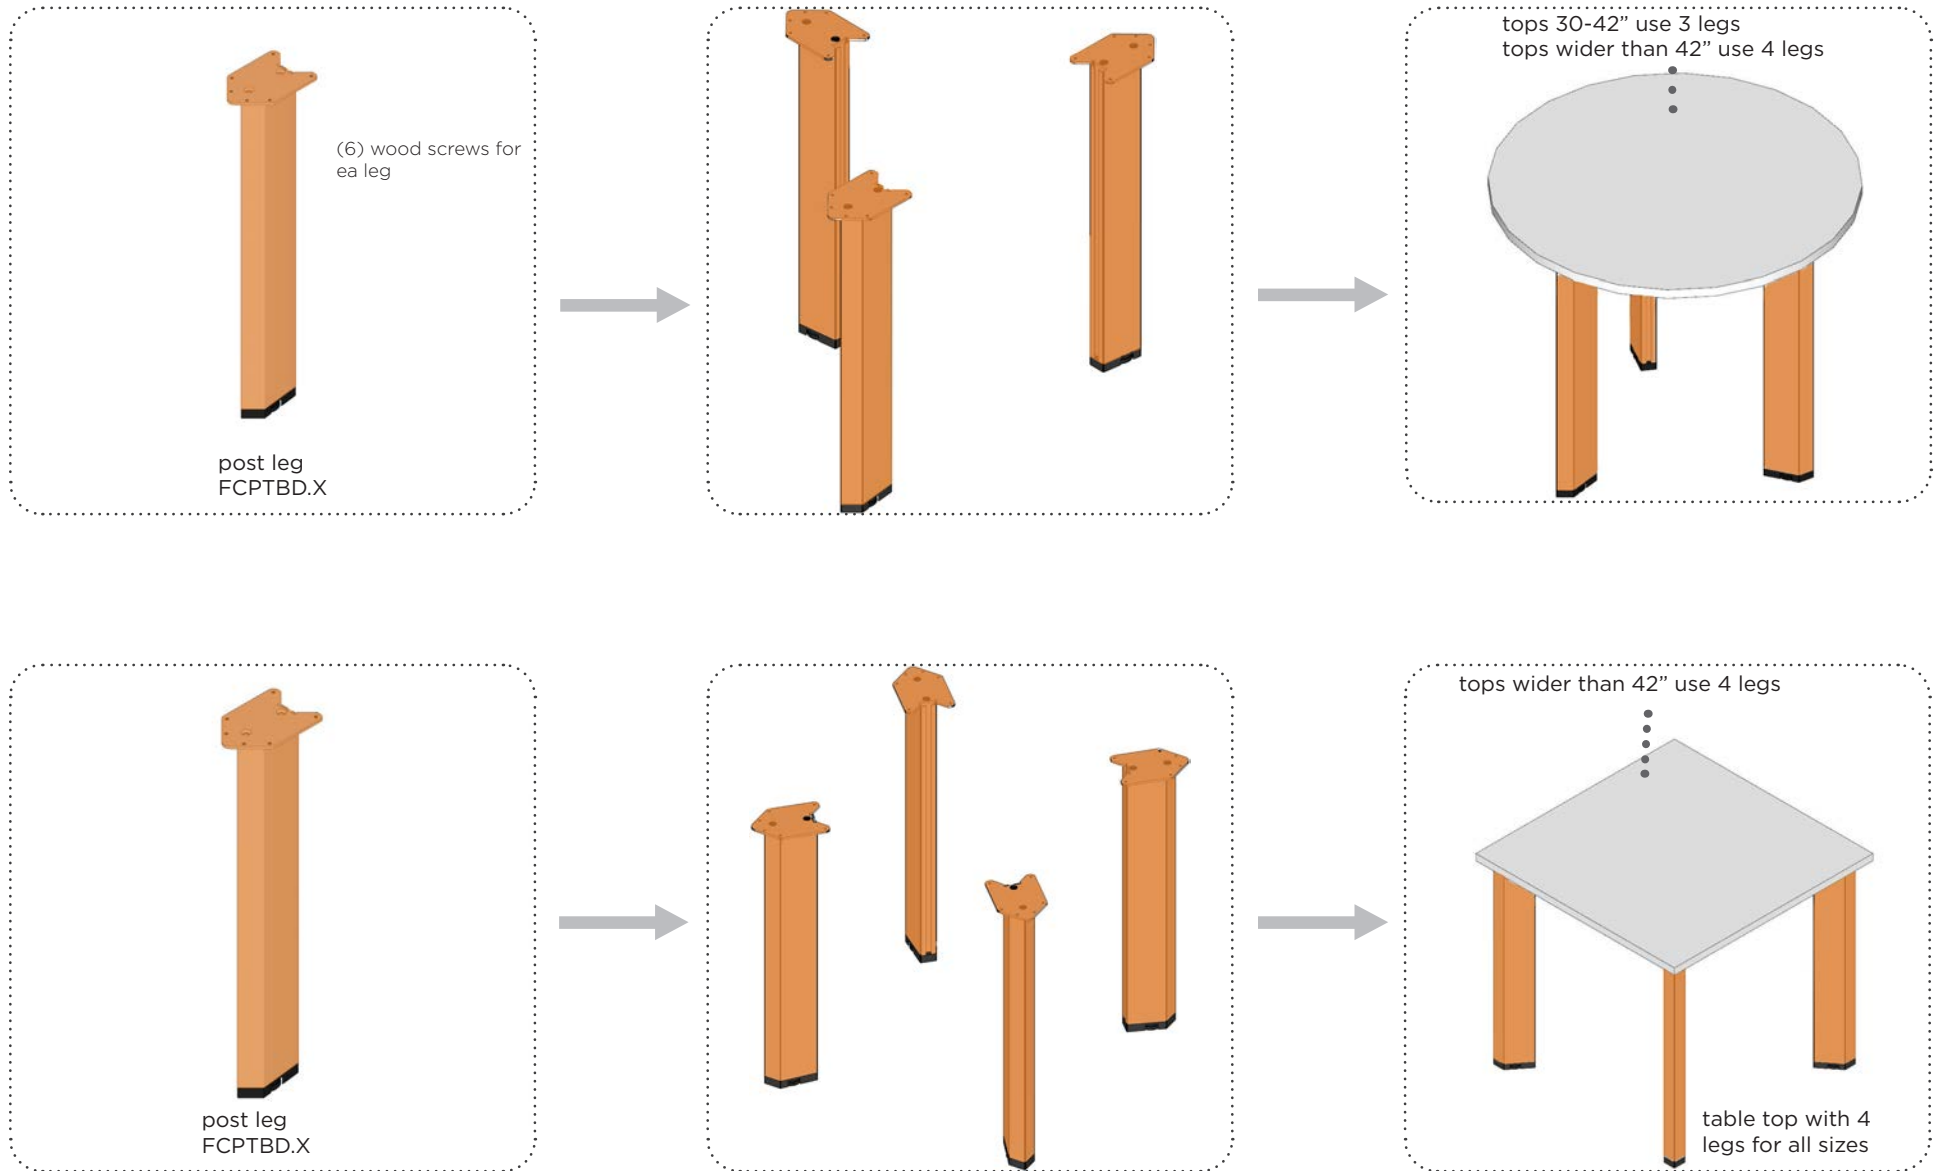 tops 30-42” use 3 legs
tops wider than 42” use 4 legs
(6) wood screws for
ea leg
post leg
FCPTBD.X
tops wider than 42” use 4 legs
post leg
FCPTBD.X
table top with 4
legs for all sizes